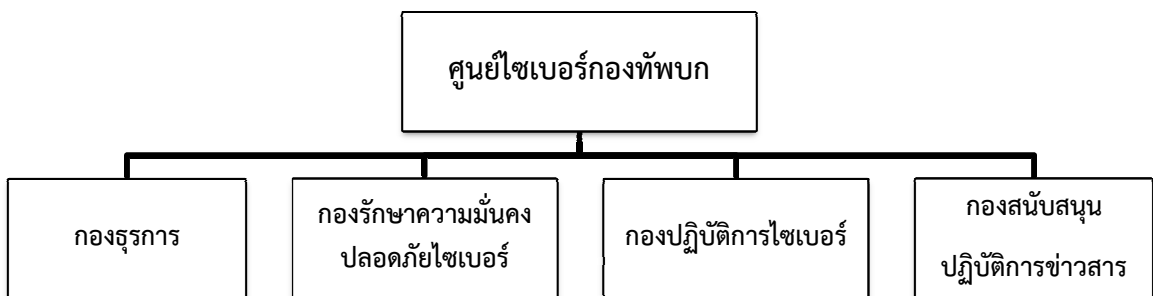 ศูนย์ไซเบอร์กองทัพบก
กองธุรการ
กองรักษาความมั่นคง
ปลอดภัยไซเบอร์
กองปฏิบัติการไซเบอร์
กองสนับสนุน
ปฏิบัติการข่าวสาร